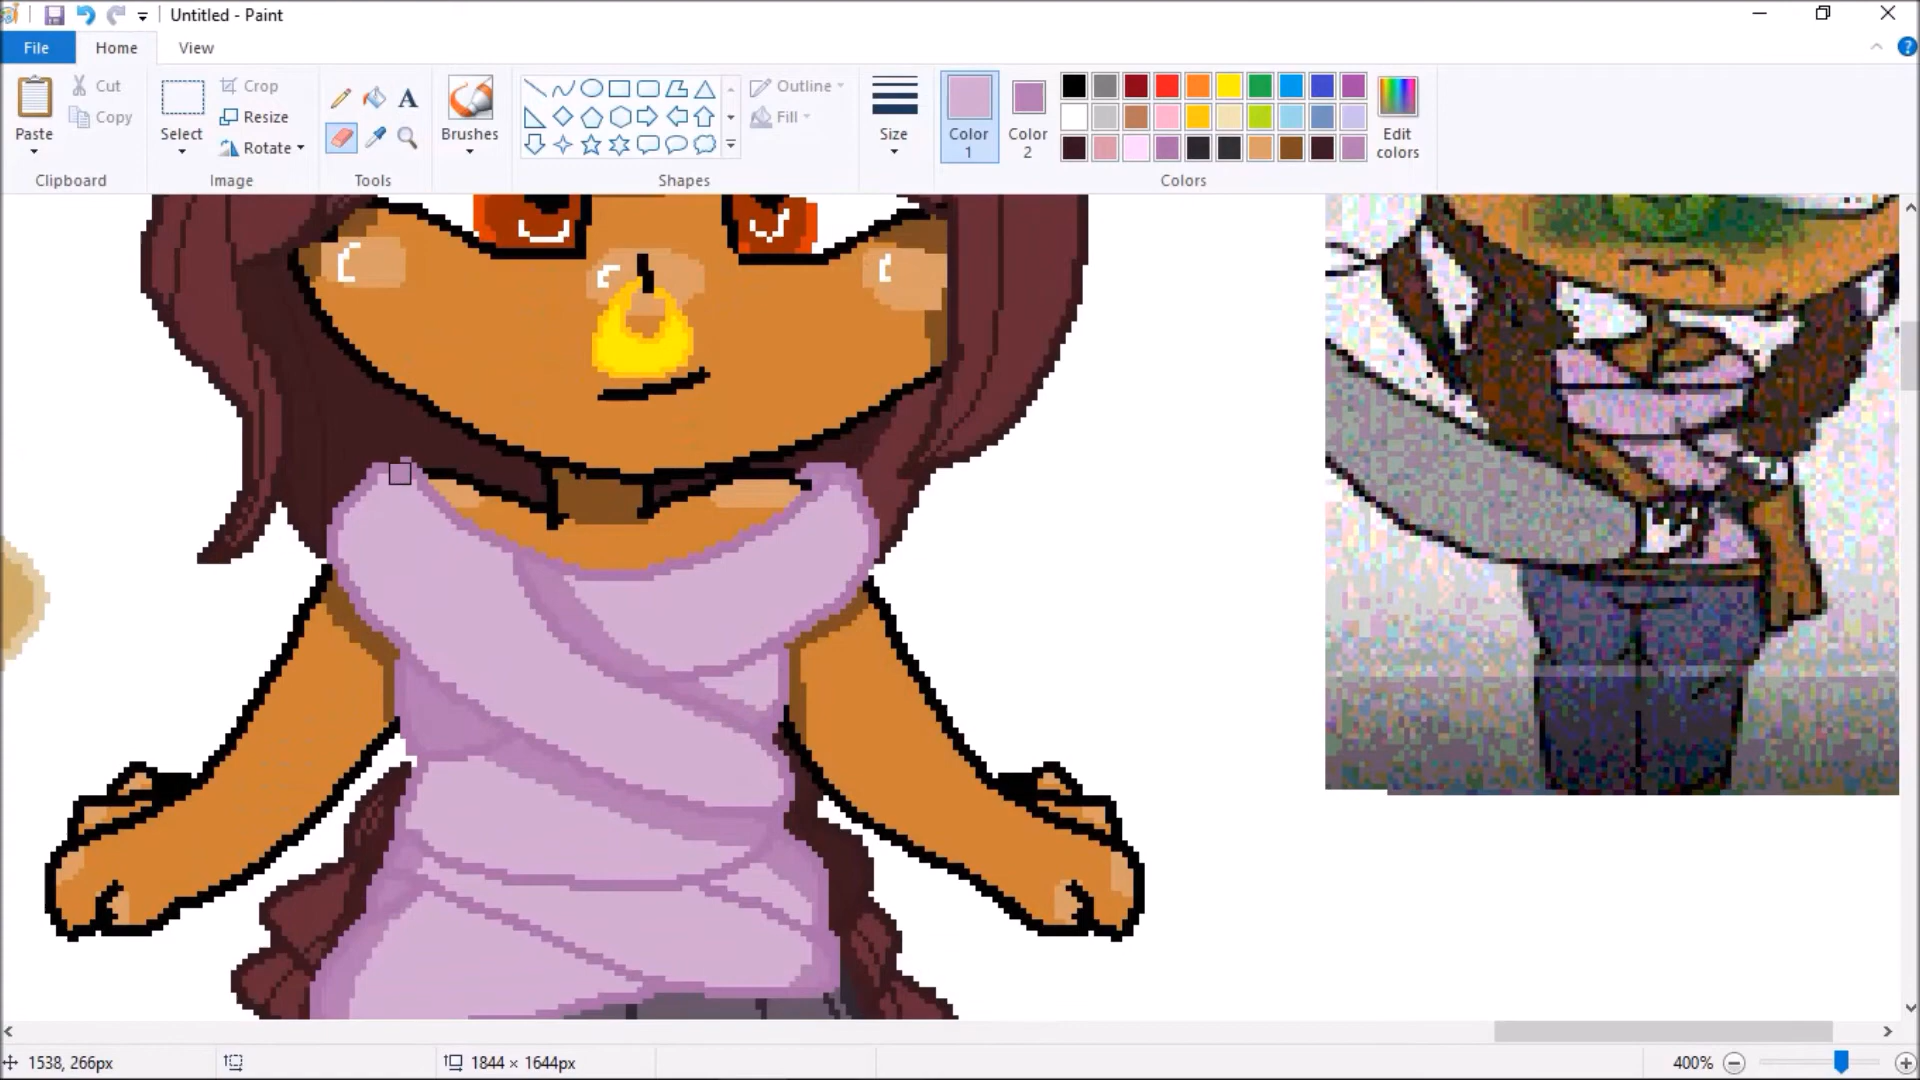 Untitled - Paint
File Home View
Paste
Cut
Copy
Clipboard
Select
Crop
Resize
Rotate
Image
A
Tools
Brushes
Shapes
Outline
Fill
Size
Color 1
Color 2
Edit colors
Colors
1538, 266px
1844 × 1644px
400%